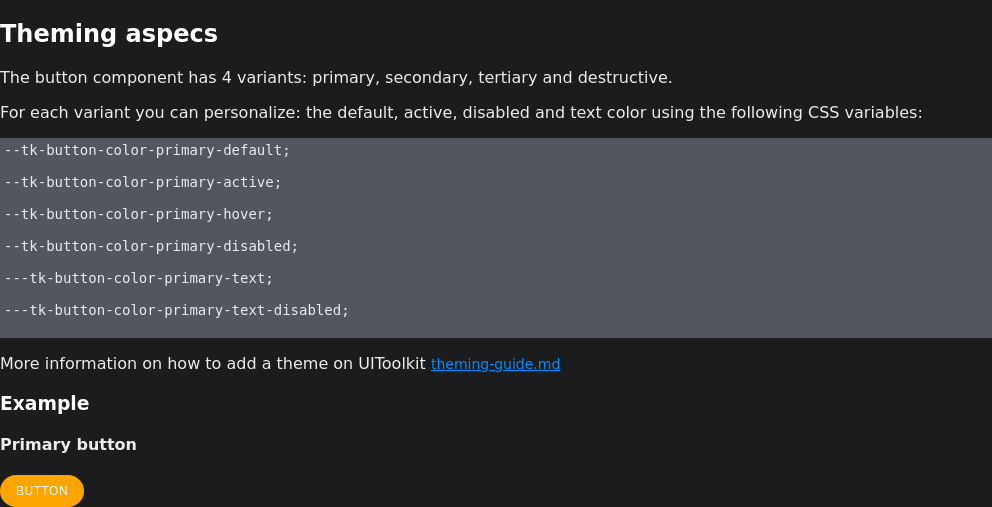 Theming aspecs
The button component has 4 variants: primary, secondary, tertiary and destructive.
For each variant you can personalize: the default, active, disabled and text color using the following CSS variables:
--tk-button-color-primary-default;
--tk-button-color-primary-active;
--tk-button-color-primary-hover;
--tk-button-color-primary-disabled;
---tk-button-color-primary-text;
---tk-button-color-primary-text-disabled;
More information on how to add a theme on UIToolkit theming-guide.md
Example
Primary button
BUTTON